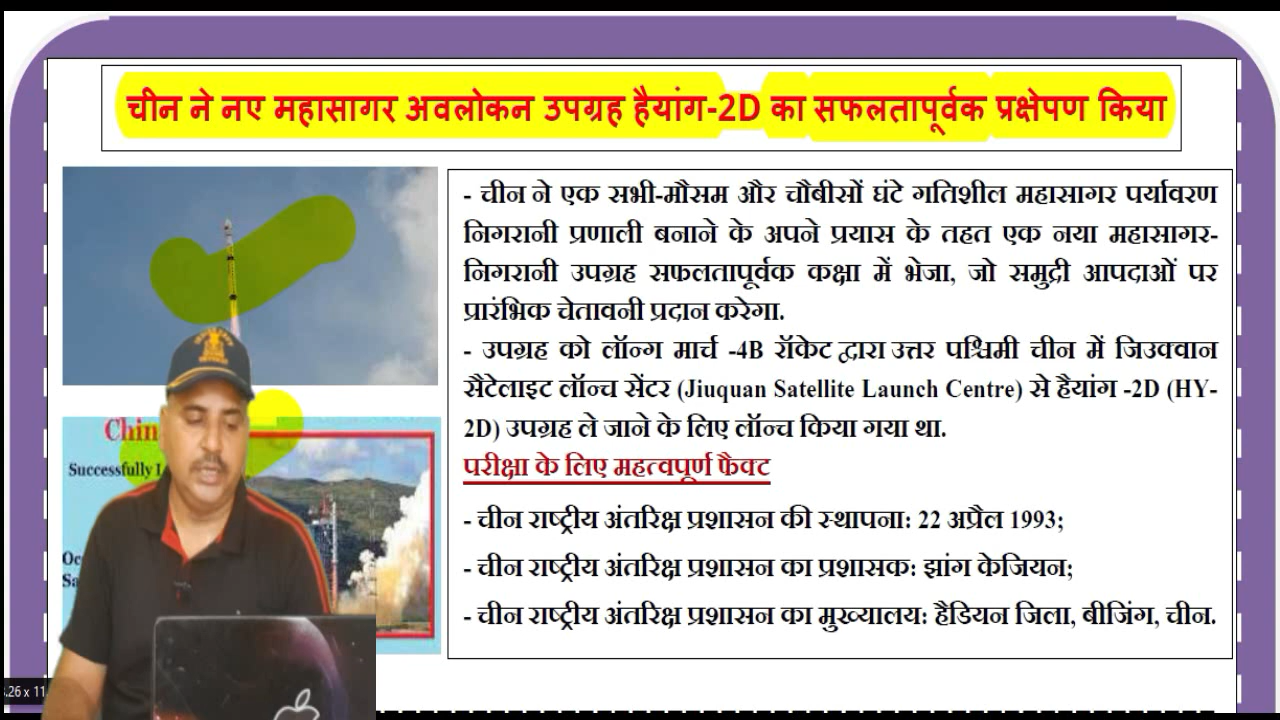 चीन ने नए महासागर अवलोकन उपग्रह हैयांग-2D का सफलतापूर्वक प्रक्षेपण किया
- चीन ने एक सभी-मौसम और चौबीसों घंटे गतिशील महासागर पर्यावरण
निगरानी प्रणाली बनाने के अपने प्रयास के तहत एक नया महासागर-
निगरानी उपग्रह सफलतापूर्वक कक्षा में भेजा, जो समुद्री आपदाओं पर
प्रारंभिक चेतावनी प्रदान करेगा.
- उपग्रह को लॉन्ग मार्च -4B रॉकेट द्वारा उत्तर पश्चिमी चीन में जिउक्वान
सैटेलाइट लॉन्च सेंटर (Jiuquan Satellite Launch Centre) से हैयांग -2D (HY-
2D) उपग्रह ले जाने के लिए लॉन्च किया गया था.
परीक्षा के लिए महत्वपूर्ण फैक्ट
- चीन राष्ट्रीय अंतरिक्ष प्रशासन की स्थापना: 22 अप्रैल 1993;
- चीन राष्ट्रीय अंतरिक्ष प्रशासन का प्रशासक: झांग केजियन;
- चीन राष्ट्रीय अंतरिक्ष प्रशासन का मुख्यालय: हैडियन जिला, बीजिंग, चीन.
Successfully